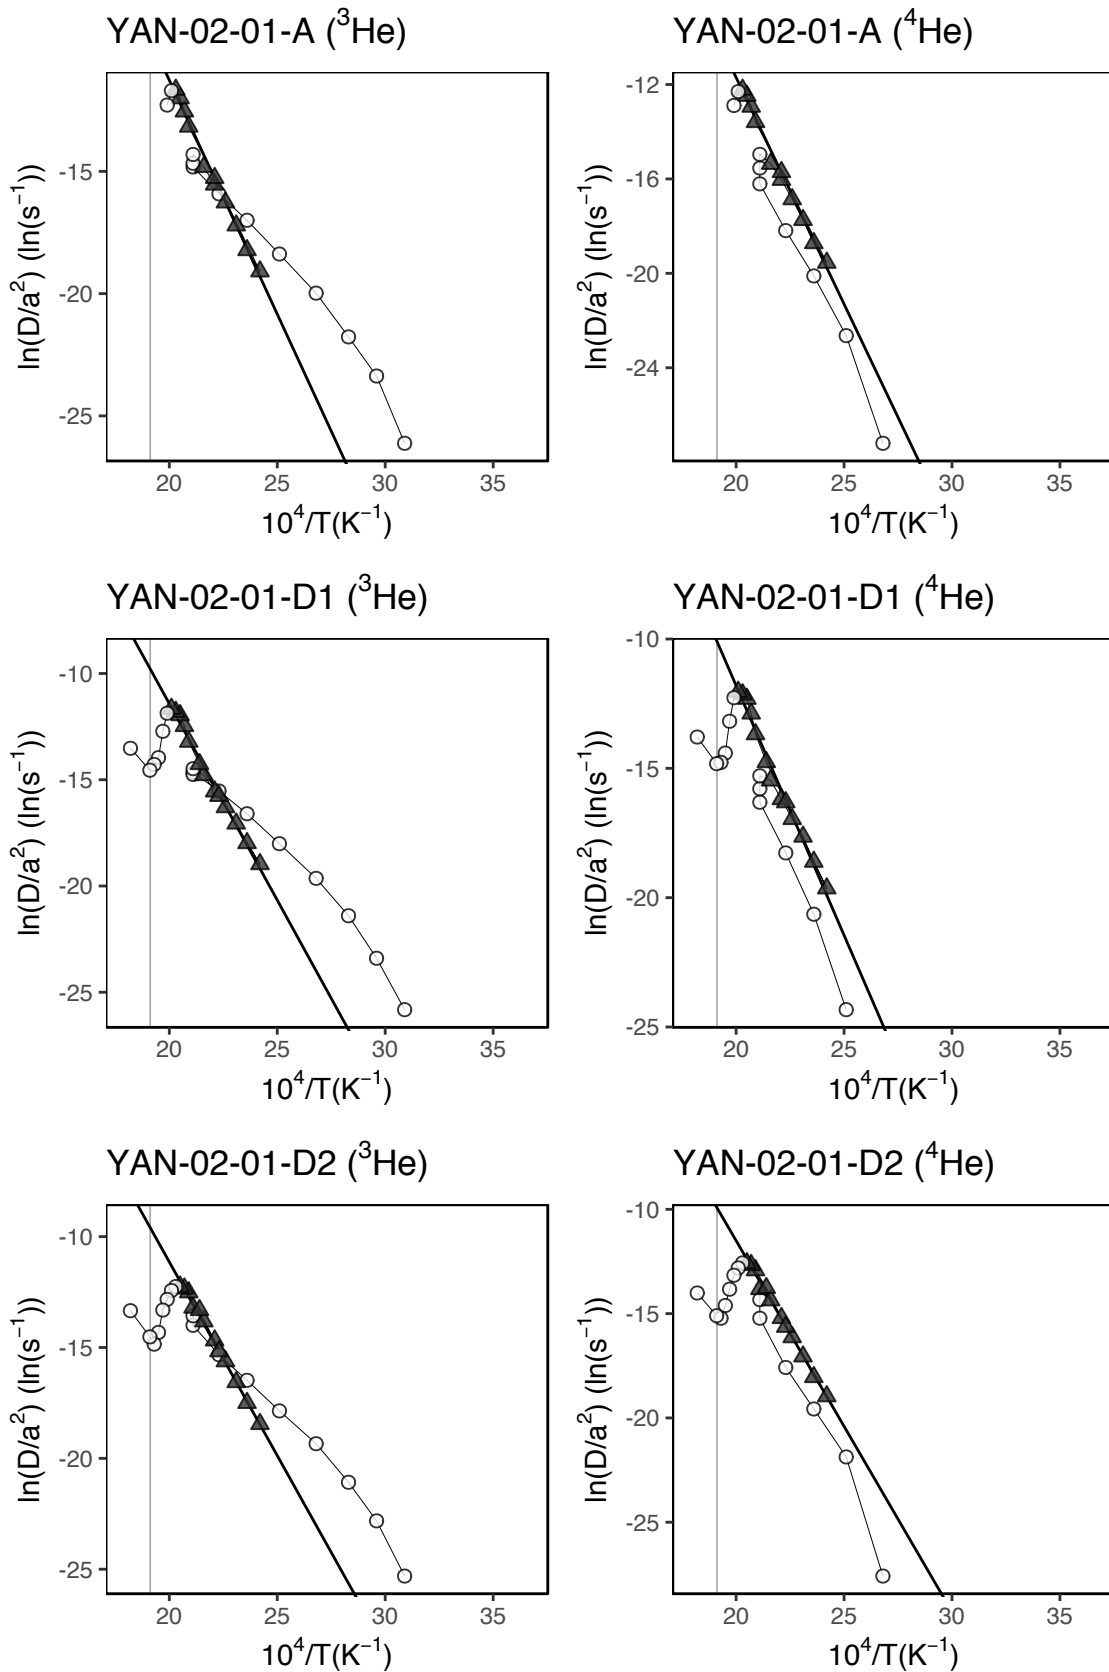 YAN-02-01-A (³He)
-15
-20
-25
20 25 30 35
10⁴/T(K⁻¹)
ln(D/a²) (ln(s⁻¹))
YAN-02-01-A (⁴He)
-12
-16
-20
-24
20 25 30 35
10⁴/T(K⁻¹)
ln(D/a²) (ln(s⁻¹))
YAN-02-01-D1 (³He)
-10
-15
-20
-25
20 25 30 35
10⁴/T(K⁻¹)
ln(D/a²) (ln(s⁻¹))
YAN-02-01-D1 (⁴He)
-10
-15
-20
-25
20 25 30 35
10⁴/T(K⁻¹)
ln(D/a²) (ln(s⁻¹))
YAN-02-01-D2 (³He)
-10
-15
-20
-25
20 25 30 35
10⁴/T(K⁻¹)
ln(D/a²) (ln(s⁻¹))
YAN-02-01-D2 (⁴He)
-10
-15
-20
-25
20 25 30 35
10⁴/T(K⁻¹)
ln(D/a²) (ln(s⁻¹))